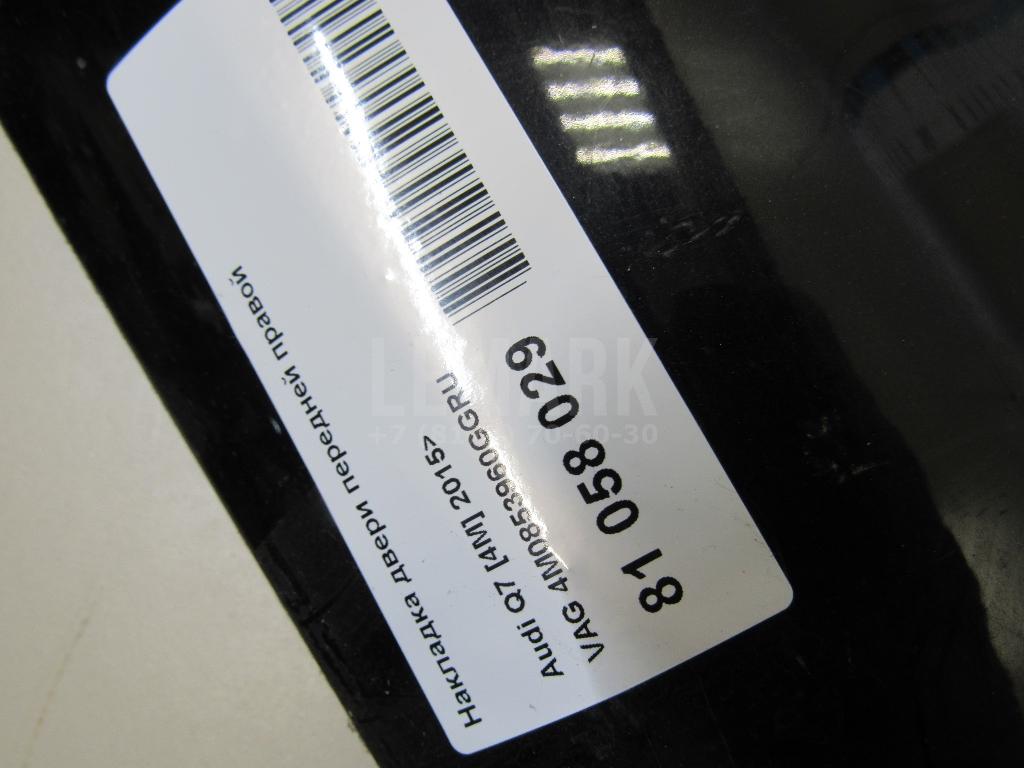 Накладка двери передней правой
Audi Q7 [4M] 2015>
VAG 4M0853960GGRU
81 058 029